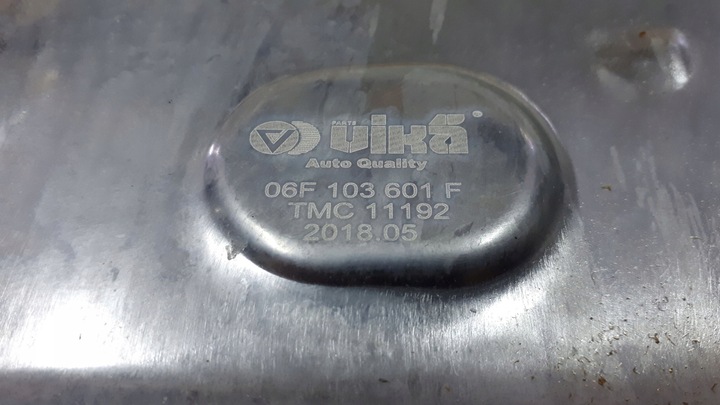 PARTS
vika®
Auto Quality
06F 103 601 F
TMC 11192
2018.05